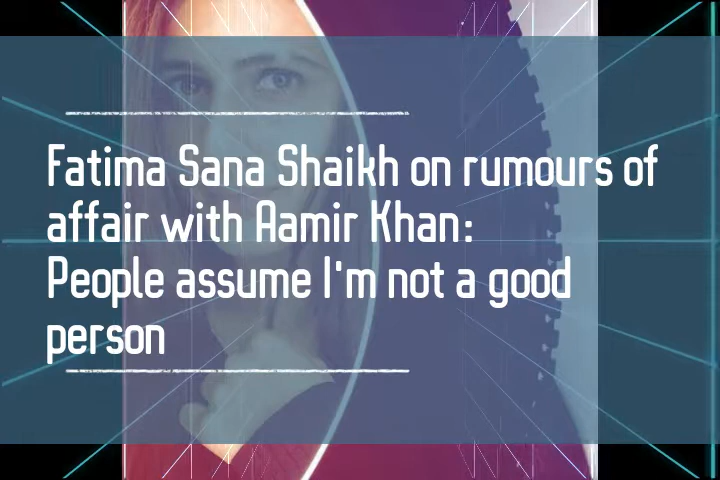 Fatima Sana Shaikh on rumours of
affair with Aamir Khan:
People assume I'm not a good
person